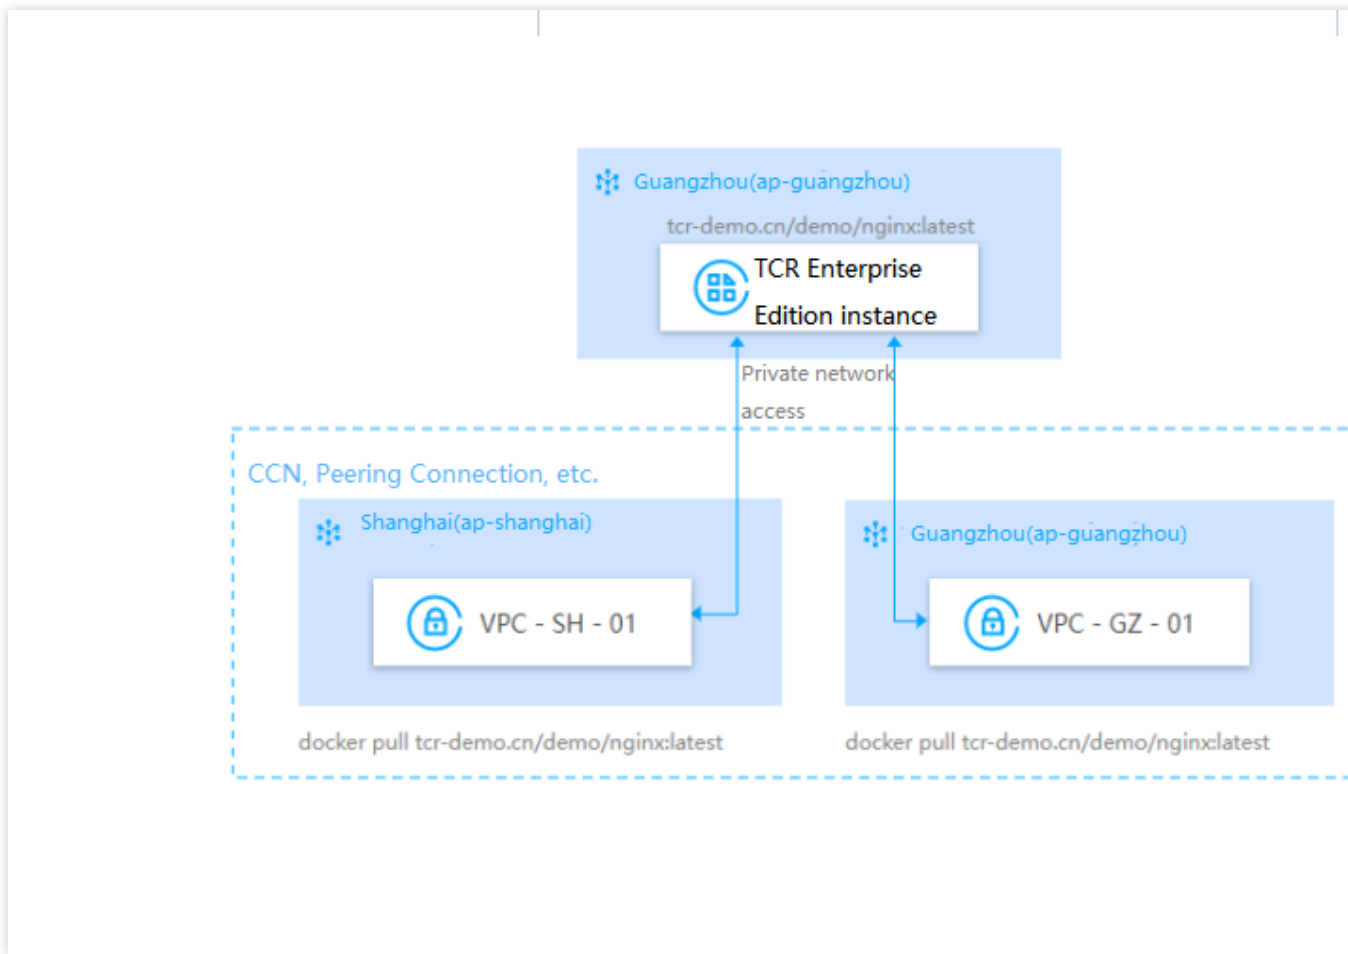 Guangzhou(ap-guangzhou)
tcr-demo.cn/demo/nginx:latest
TCR Enterprise
Edition instance
Private network
access
CCN, Peering Connection, etc.
Shanghai(ap-shanghai)
Guangzhou(ap-guangzhou)
VPC - SH - 01
VPC - GZ - 01
docker pull tcr-demo.cn/demo/nginx:latest
docker pull tcr-demo.cn/demo/nginx:latest